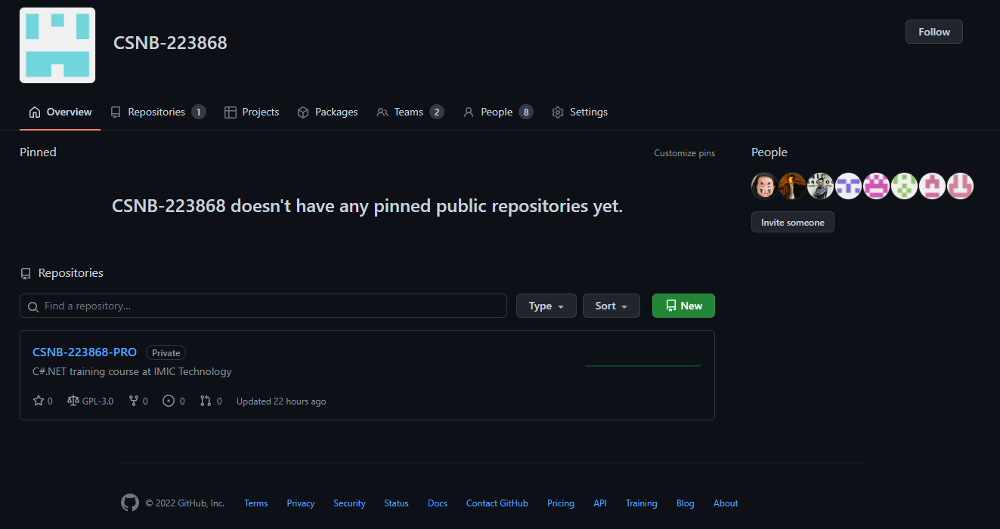 CSNB-223868
Follow
Overview Repositories 1 Projects Packages Teams 2 People 8 Settings
Pinned
Customize pins
CSNB-223868 doesn't have any pinned public repositories yet.
People
Invite someone
Repositories
Find a repository...
Type
Sort
New
CSNB-223868-PRO Private
C#.NET training course at IMIC Technology
0 GPL-3.0 0 0 0 Updated 22 hours ago
© 2022 GitHub, Inc. Terms Privacy Security Status Docs Contact GitHub Pricing API Training Blog About